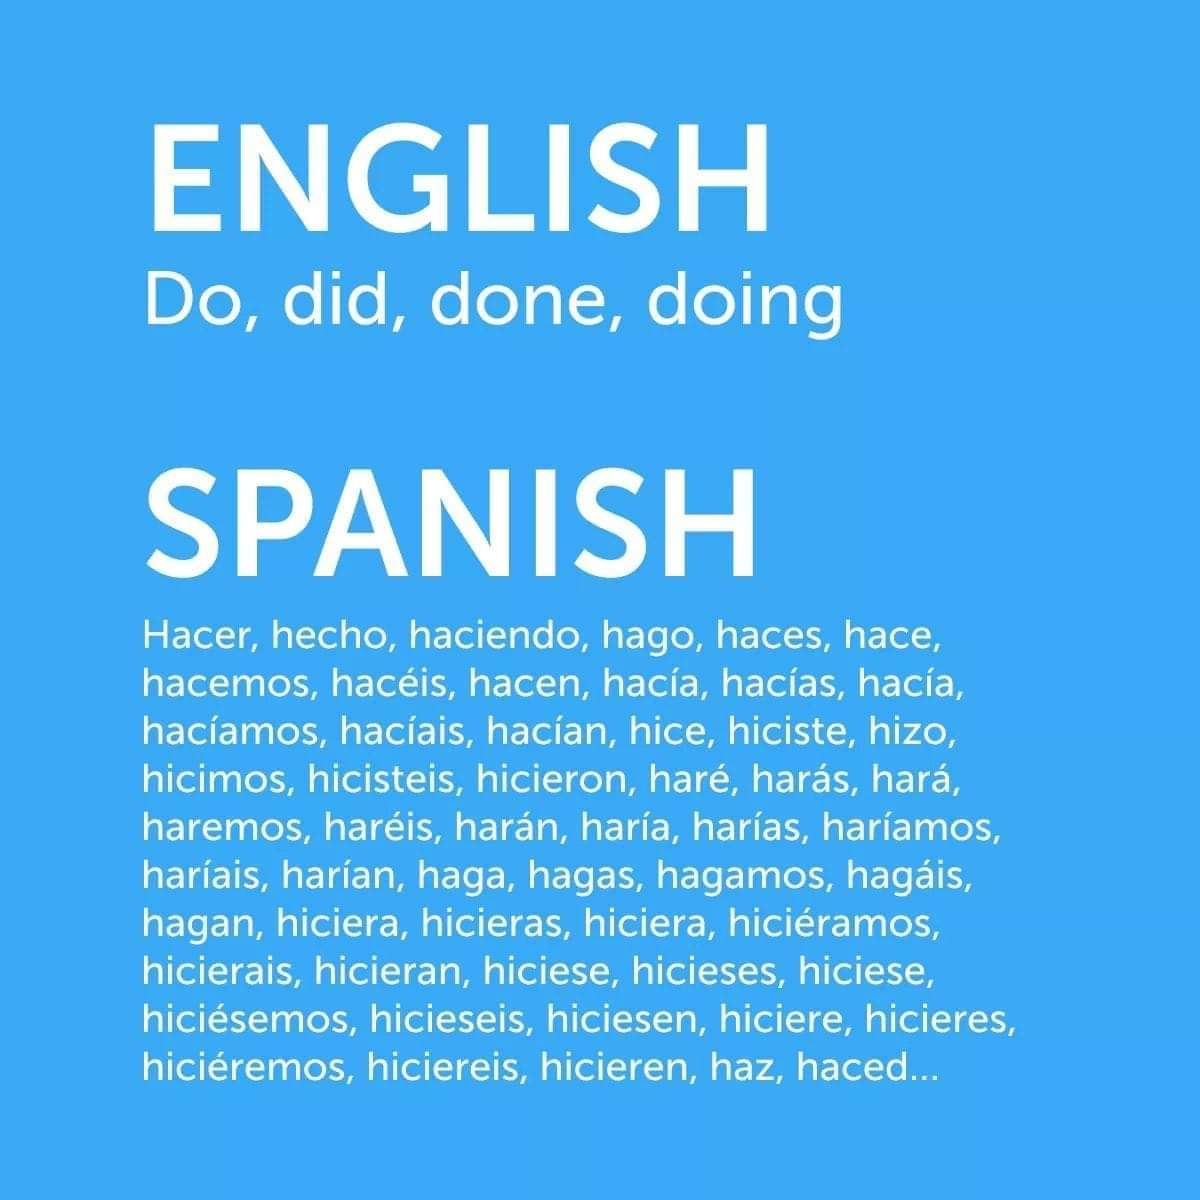 ENGLISH
Do, did, done, doing
SPANISH
Hacer, hecho, haciendo, hago, haces, hace,
hacemos, hacéis, hacen, hacía, hacías, hacía,
hacíamos, hacíais, hacían, hice, hiciste, hizo,
hicimos, hicisteis, hicieron, haré, harás, hará,
haremos, haréis, harán, haría, harías, haríamos,
haríais, harían, haga, hagas, hagamos, hagáis,
hagan, hiciera, hicieras, hiciera, hiciéramos,
hicierais, hicieran, hiciese, hicieses, hiciese,
hiciésemos, hicieseis, hiciesen, hiciere, hicieres,
hiciéremos, hiciereis, hicieren, haz, haced...